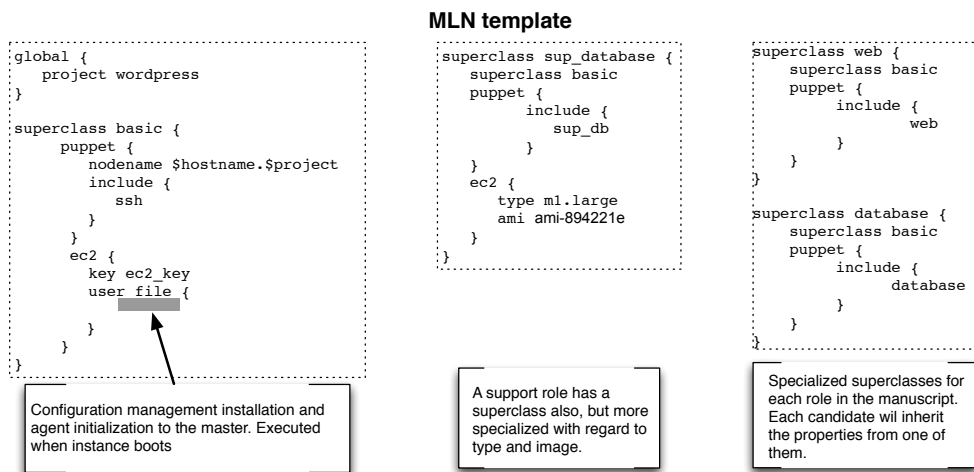 MLN template
global {
project wordpress
}
superclass basic {
puppet {
nodename $hostname.$project
include {
ssh
}
}
ec2 {
key ec2_key
user file {
}
}
}
Configuration management installation and
agent initialization to the master. Executed
when instance boots
superclass sup_database {
superclass basic
puppet {
include {
sup_db
}
}
ec2 {
type m1.large
ami ami-894221e
}
}
A support role has a
superclass also, but more
specialized with regard to
type and image.
superclass web {
superclass basic
puppet {
include {
web
}
}
}
superclass database {
superclass basic
puppet {
include {
database
}
}
}
Specialized superclasses for
each role in the manuscript.
Each candidate wil inherit
the properties from one of
them.